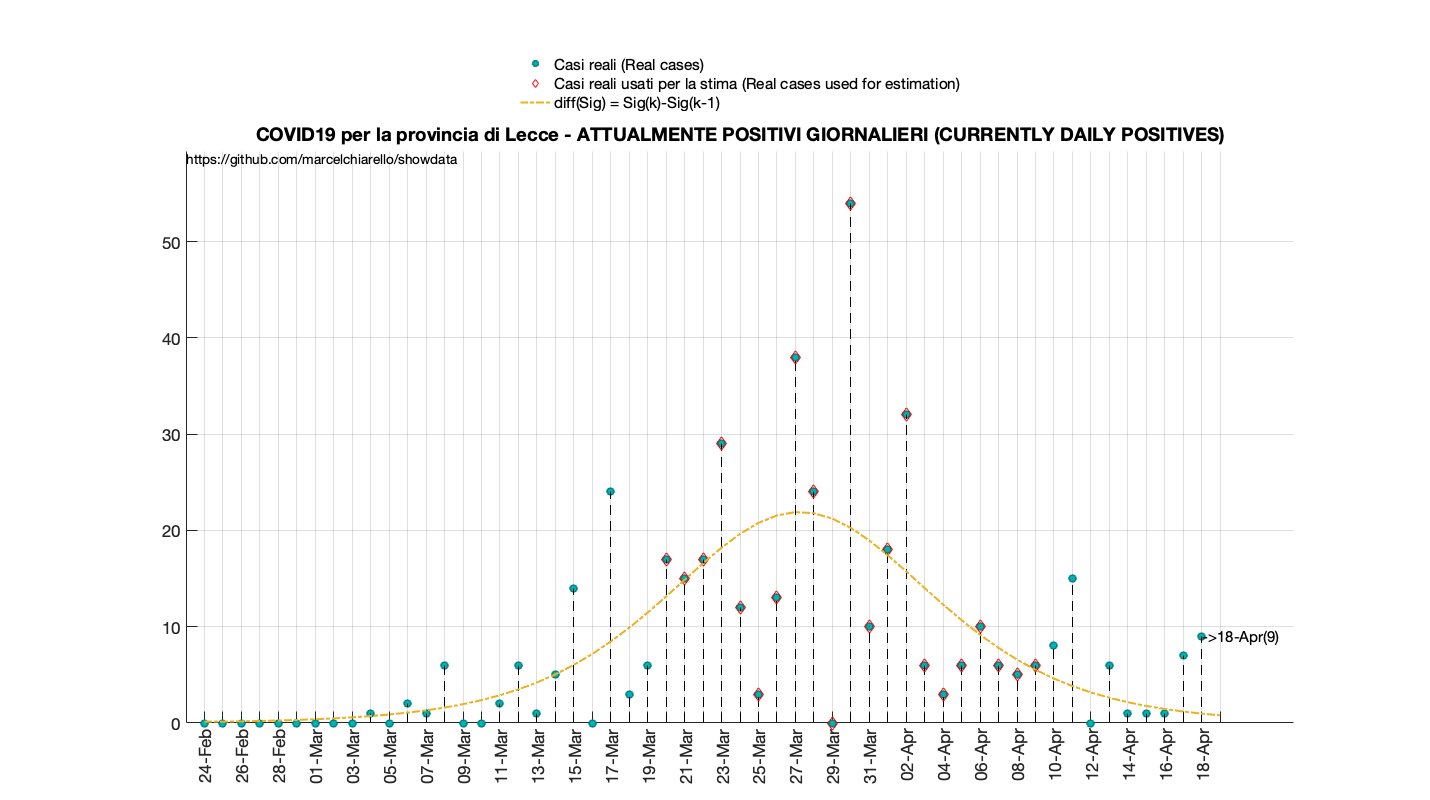 Casi reali (Real cases)
Casi reali usati per la stima (Real cases used for estimation)
diff(Sig) = Sig(k)-Sig(k-1)
COVID19 per la provincia di Lecce - ATTUALMENTE POSITIVI GIORNALIERI (CURRENTLY DAILY POSITIVES)
https://github.com/marcelchiarello/showdata
50
40
30
20
10
0
->18-Apr(9)
24-Feb
26-Feb
28-Feb
01-Mar
03-Mar
05-Mar
07-Mar
09-Mar
11-Mar
13-Mar
15-Mar
17-Mar
19-Mar
21-Mar
23-Mar
25-Mar
27-Mar
29-Mar
31-Mar
02-Apr
04-Apr
06-Apr
08-Apr
10-Apr
12-Apr
14-Apr
16-Apr
18-Apr